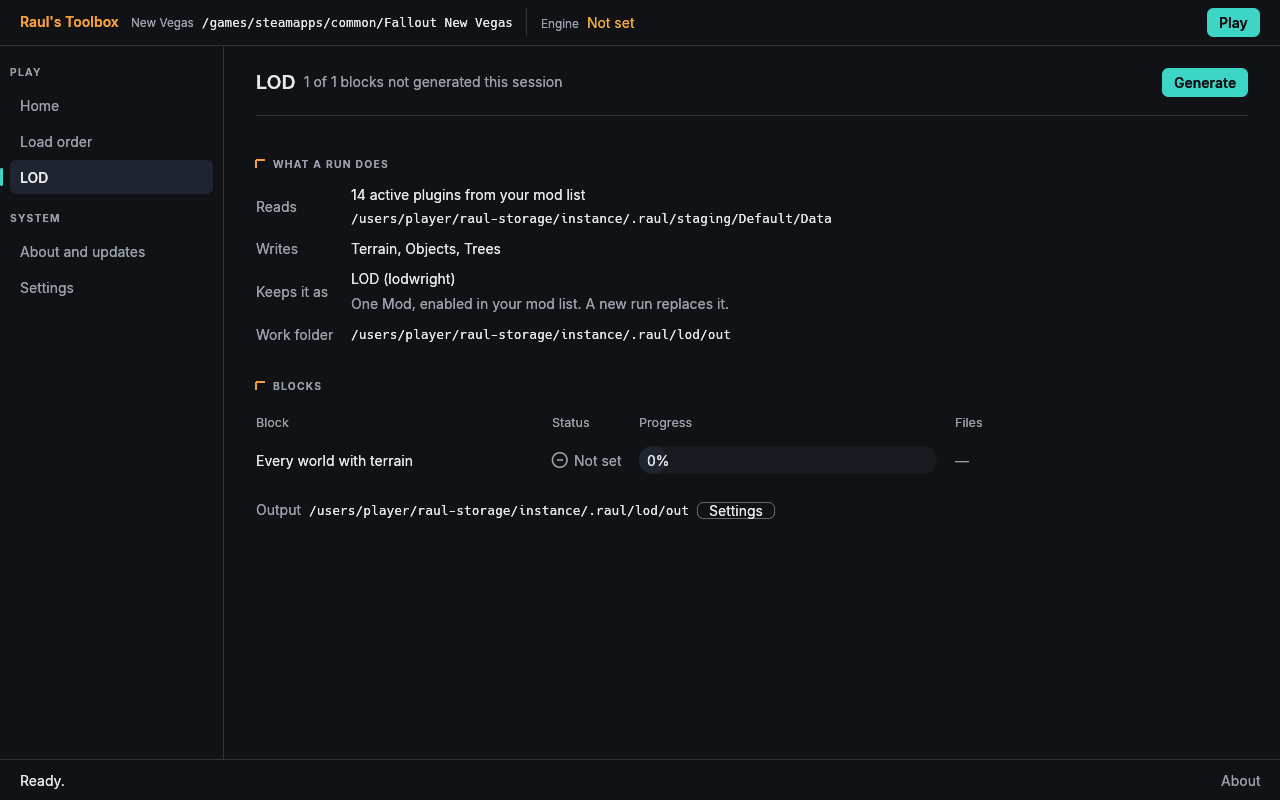 Raul's Toolbox New Vegas /games/steamapps/common/Fallout New Vegas Engine Not set Play
PLAY
Home
Load order
LOD
SYSTEM
About and updates
Settings
LOD 1 of 1 blocks not generated this session Generate
WHAT A RUN DOES
Reads 14 active plugins from your mod list
/users/player/raul-storage/instance/.raul/staging/Default/Data
Writes Terrain, Objects, Trees
Keeps it as LOD (lodwright)
One Mod, enabled in your mod list. A new run replaces it.
Work folder /users/player/raul-storage/instance/.raul/lod/out
BLOCKS
Block Status Progress Files
Every world with terrain Not set 0% —
Output /users/player/raul-storage/instance/.raul/lod/out Settings
Ready. About